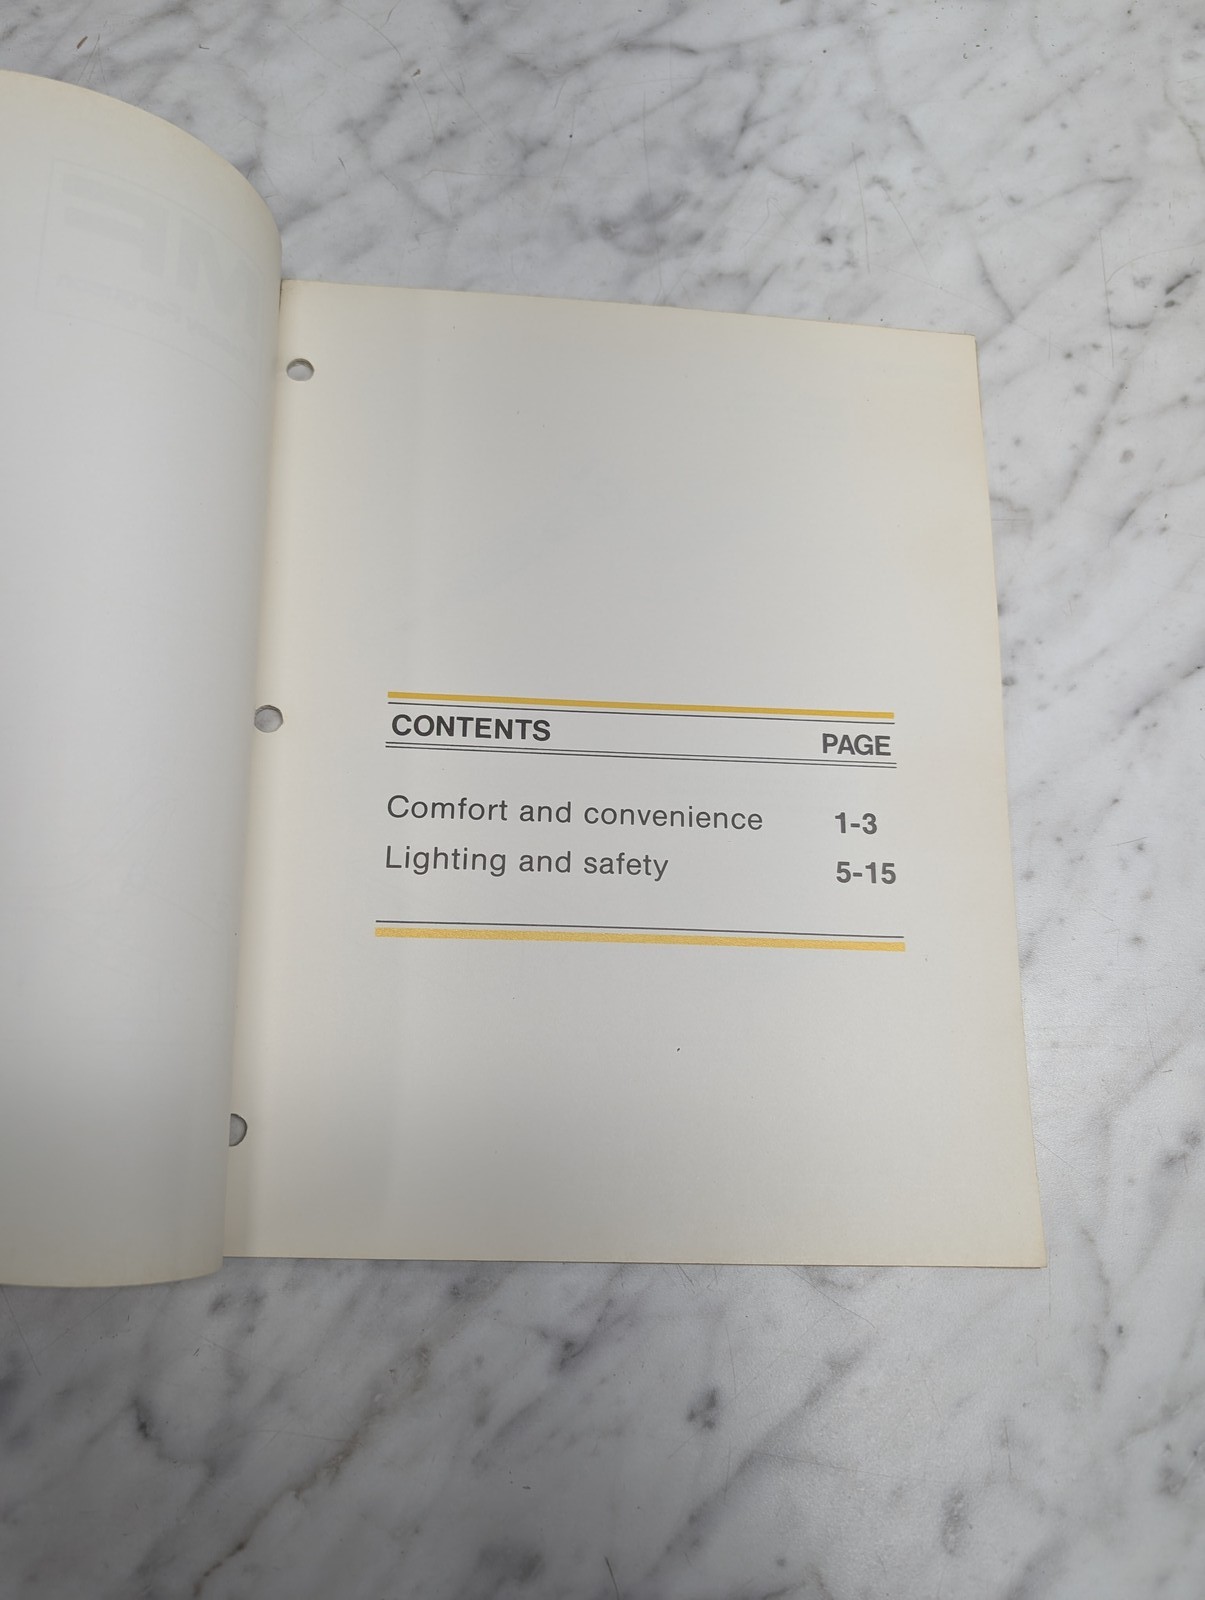 CONTENTS PAGE
Comfort and convenience 1-3
Lighting and safety 5-15